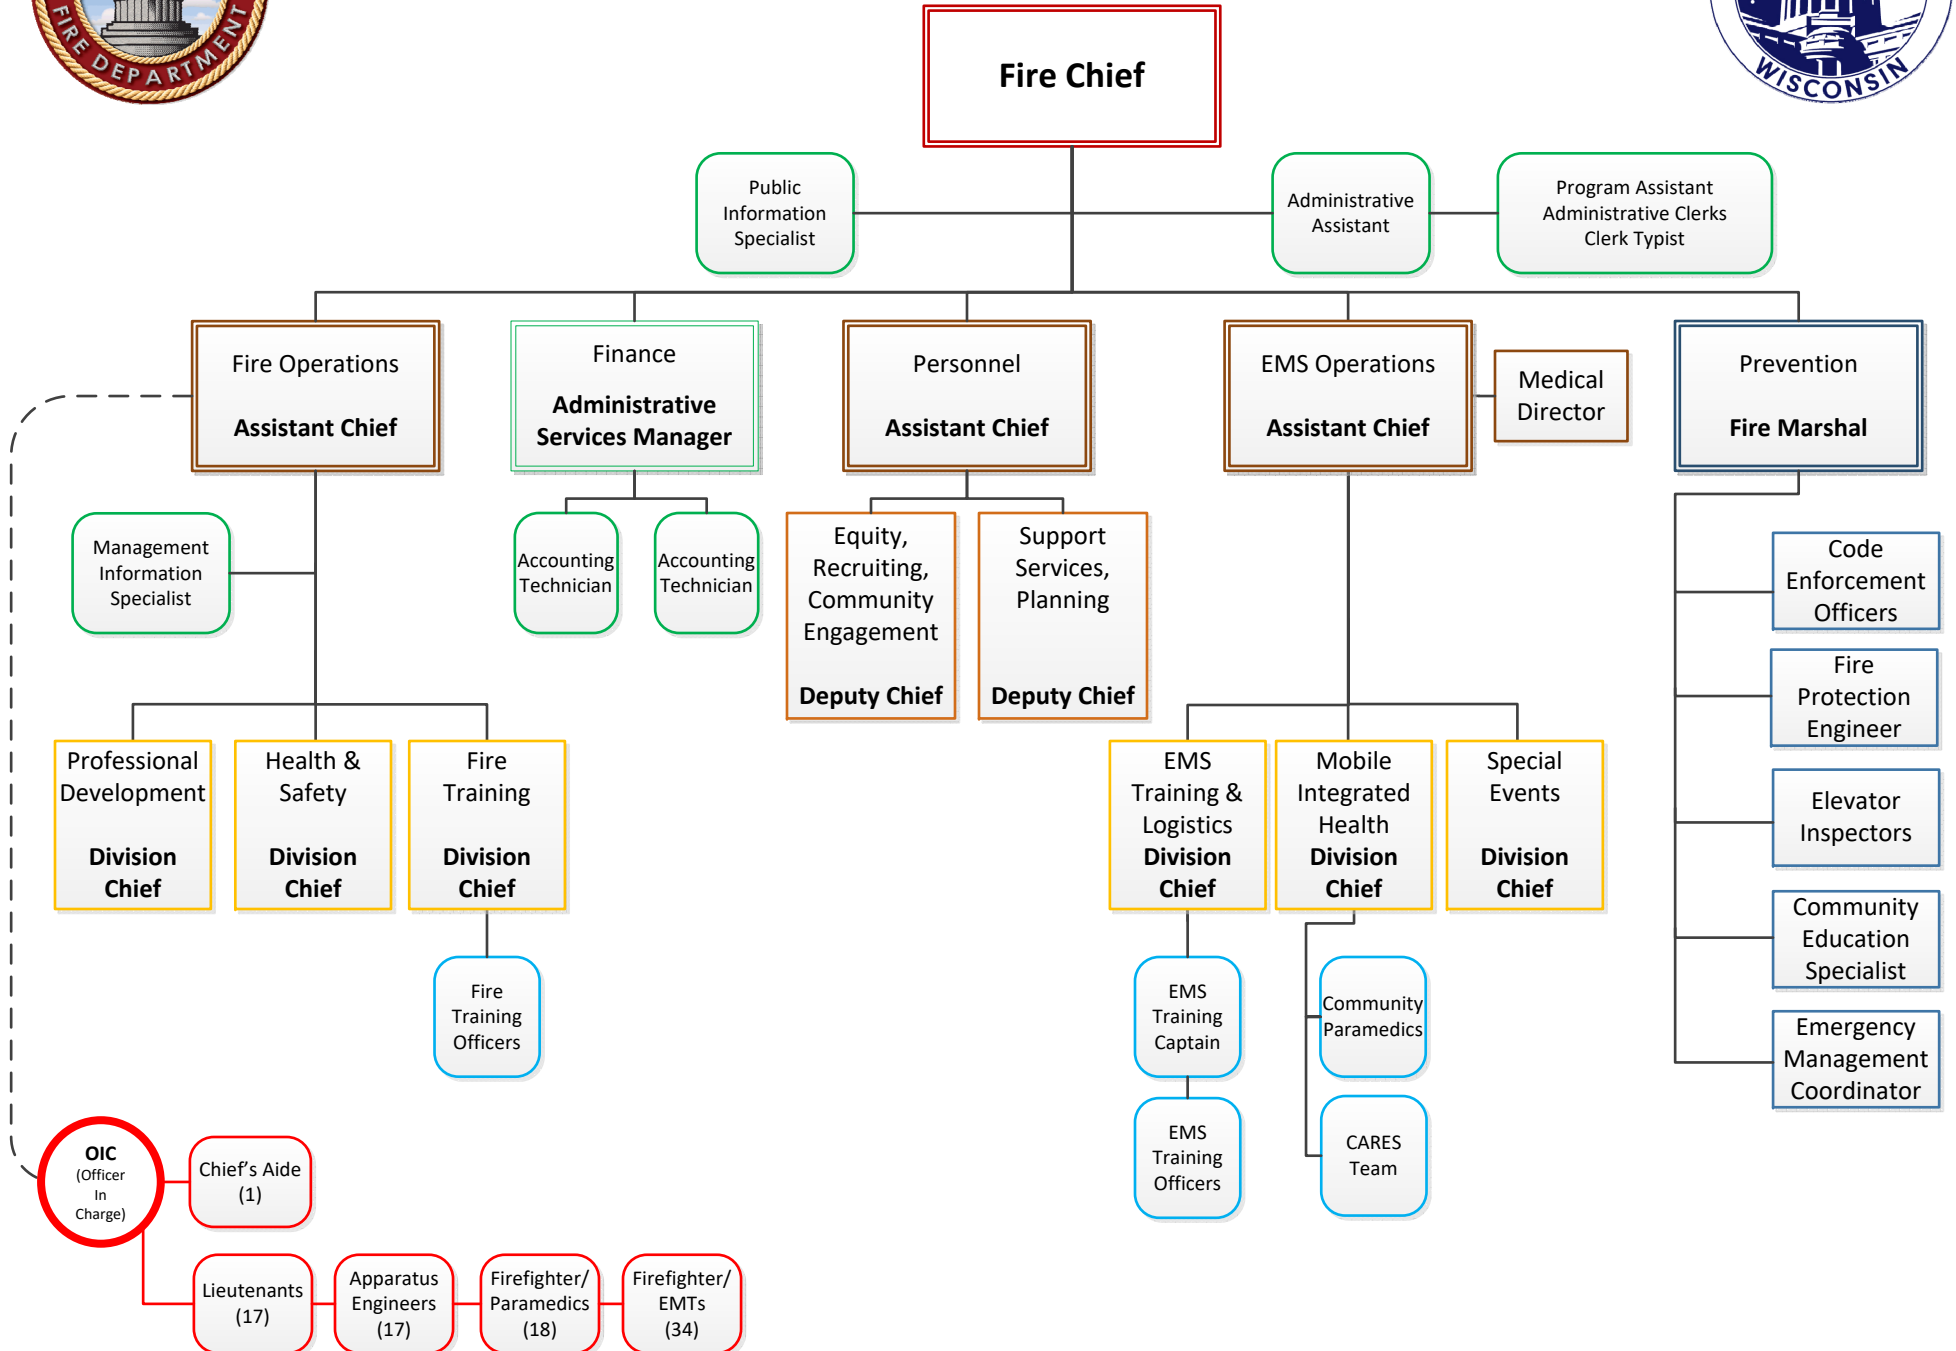 FIRE DEPARTMENT
WISCONSIN
Fire Chief
Public
Information
Specialist
Administrative
Assistant
Program Assistant
Administrative Clerks
Clerk Typist
Fire Operations
Assistant Chief
Finance
Administrative
Services Manager
Personnel
Assistant Chief
EMS Operations
Assistant Chief
Medical
Director
Prevention
Fire Marshal
Management
Information
Specialist
Accounting
Technician
Accounting
Technician
Equity,
Recruiting,
Community
Engagement
Deputy Chief
Support
Services,
Planning
Deputy Chief
Code
Enforcement
Officers
Fire
Protection
Engineer
Elevator
Inspectors
Community
Education
Specialist
Emergency
Management
Coordinator
Professional
Development
Division
Chief
Health &
Safety
Division
Chief
Fire
Training
Division
Chief
EMS
Training &
Logistics
Division
Chief
Mobile
Integrated
Health
Division
Chief
Special
Events
Division
Chief
Fire
Training
Officers
EMS
Training
Captain
Community
Paramedics
EMS
Training
Officers
CARES
Team
OIC
(Officer
In
Charge)
Chief’s Aide
(1)
Lieutenants
(17)
Apparatus
Engineers
(17)
Firefighter/
Paramedics
(18)
Firefighter/
EMTs
(34)